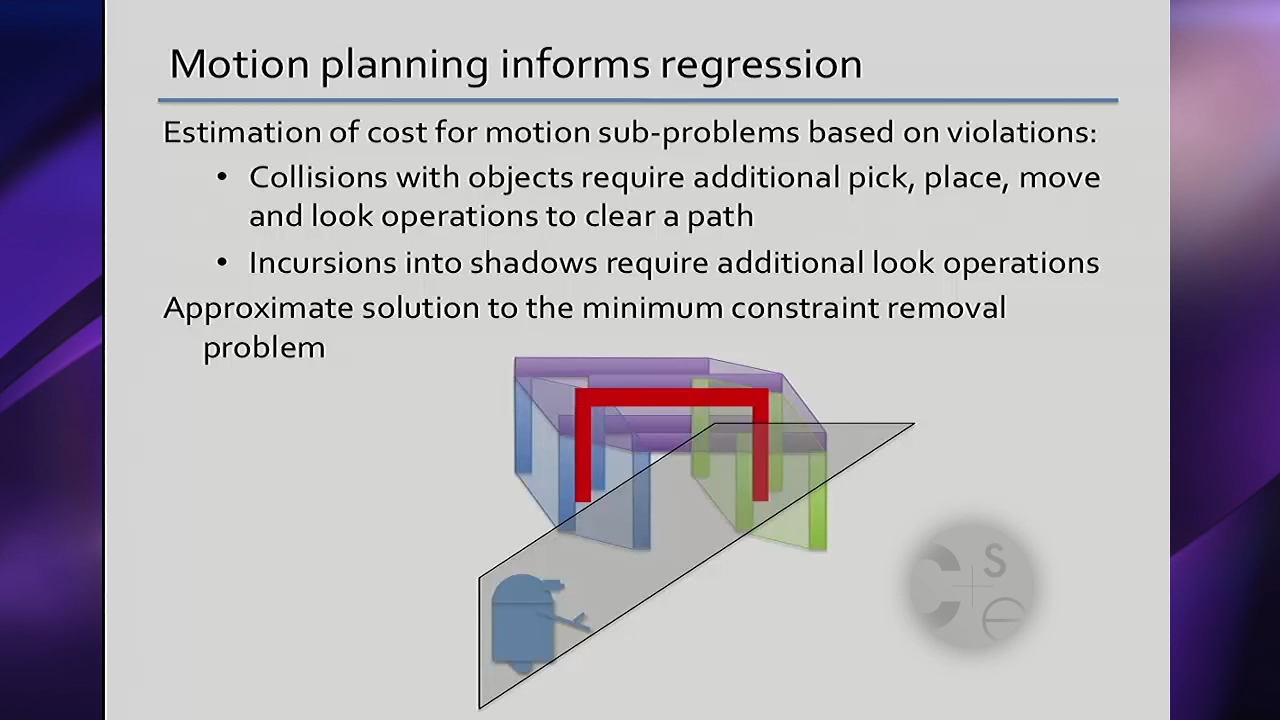 Motion planning informs regression
Estimation of cost for motion sub-problems based on violations:
• Collisions with objects require additional pick, place, move
and look operations to clear a path
• Incursions into shadows require additional look operations
Approximate solution to the minimum constraint removal
problem
C s
e